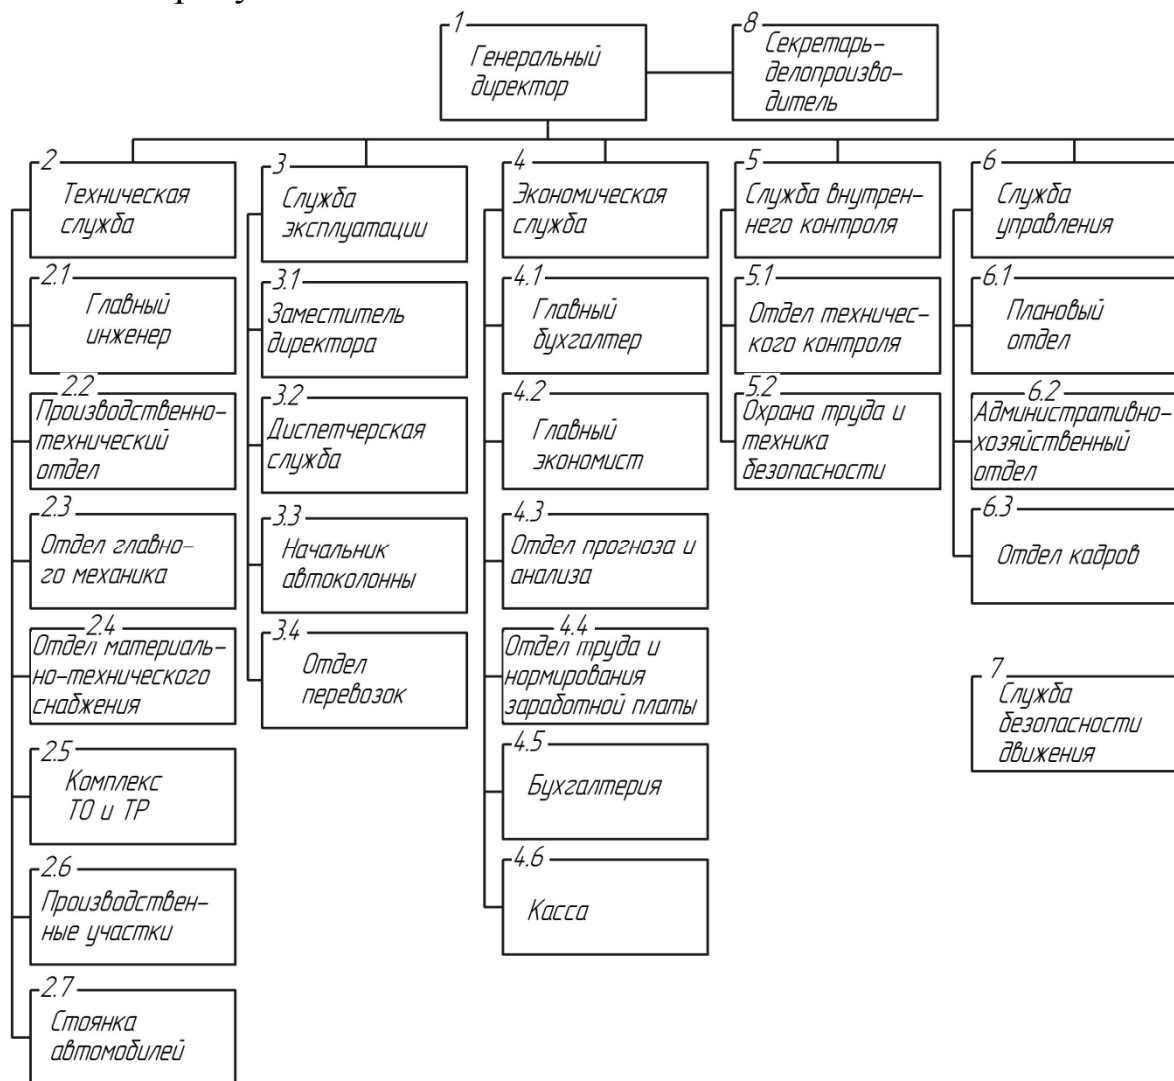 1
Генеральный
директор
8
Секретарь-
делопроизво-
дитель
2
Техническая
служба
2.1
Главный
инженер
2.2
Производственно-
технический
отдел
2.3
Отдел главно-
го механика
2.4
Отдел материаль-
но-технического
снабжения
2.5
Комплекс
ТО и ТР
2.6
Производствен-
ные участки
2.7
Стоянка
автомобилей
3
Служба
эксплуатации
3.1
Заместитель
директора
3.2
Диспетчерская
служба
3.3
Начальник
автоколонны
3.4
Отдел
перевозок
4
Экономическая
служба
4.1
Главный
бухгалтер
4.2
Главный
экономист
4.3
Отдел прогноза и
анализа
4.4
Отдел труда и
нормирования
заработной платы
4.5
Бухгалтерия
4.6
Касса
5
Служба внутрен-
него контроля
5.1
Отдел техничес-
кого контроля
5.2
Охрана труда и
техника
безопасности
6
Служба
управления
6.1
Плановый
отдел
6.2
Административно-
хозяйственный
отдел
6.3
Отдел кадров
7
Служба
безопасности
движения